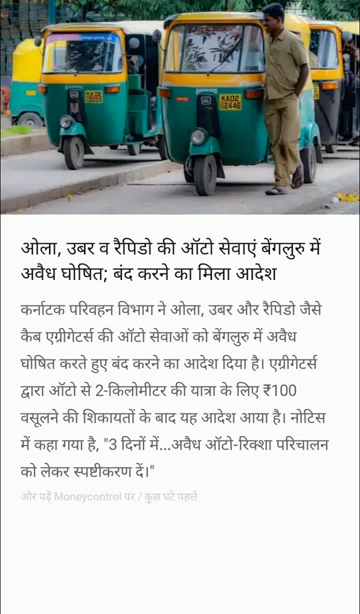 KA02
2446
ओला, उबर व रैपिडो की ऑटो सेवाएं बेंगलुरु में
अवैध घोषित; बंद करने का मिला आदेश
कर्नाटक परिवहन विभाग ने ओला, उबर और रैपिडो जैसे
कैब एग्रीगेटर्स की ऑटो सेवाओं को बेंगलुरु में अवैध
घोषित करते हुए बंद करने का आदेश दिया है। एग्रीगेटर्स
द्वारा ऑटो से 2-किलोमीटर की यात्रा के लिए ₹100
वसूलने की शिकायतों के बाद यह आदेश आया है। नोटिस
में कहा गया है, "3 दिनों में...अवैध ऑटो-रिक्शा परिचालन
को लेकर स्पष्टीकरण दें।"
और पढ़ें Moneycontrol पर / कुछ घंटे पहले